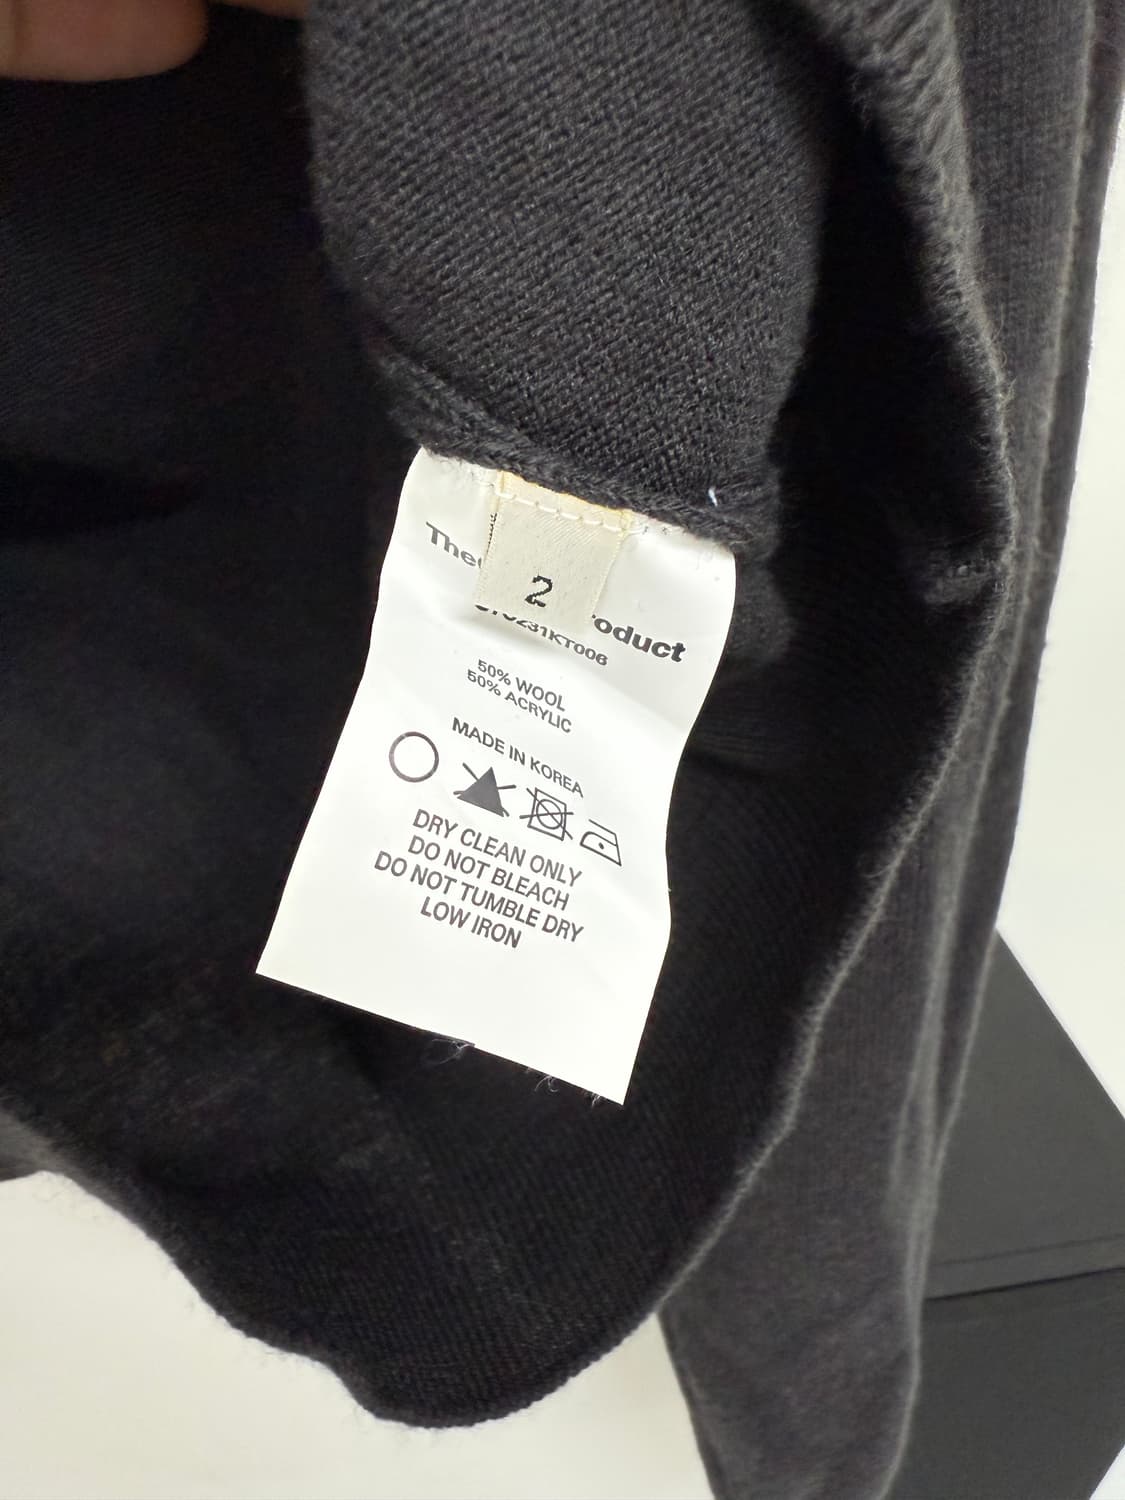 2
oduct
50% WOOL
50% ACRYLIC
MADE IN KOREA
DRY CLEAN ONLY
DO NOT BLEACH
DO NOT TUMBLE DRY
LOW IRON